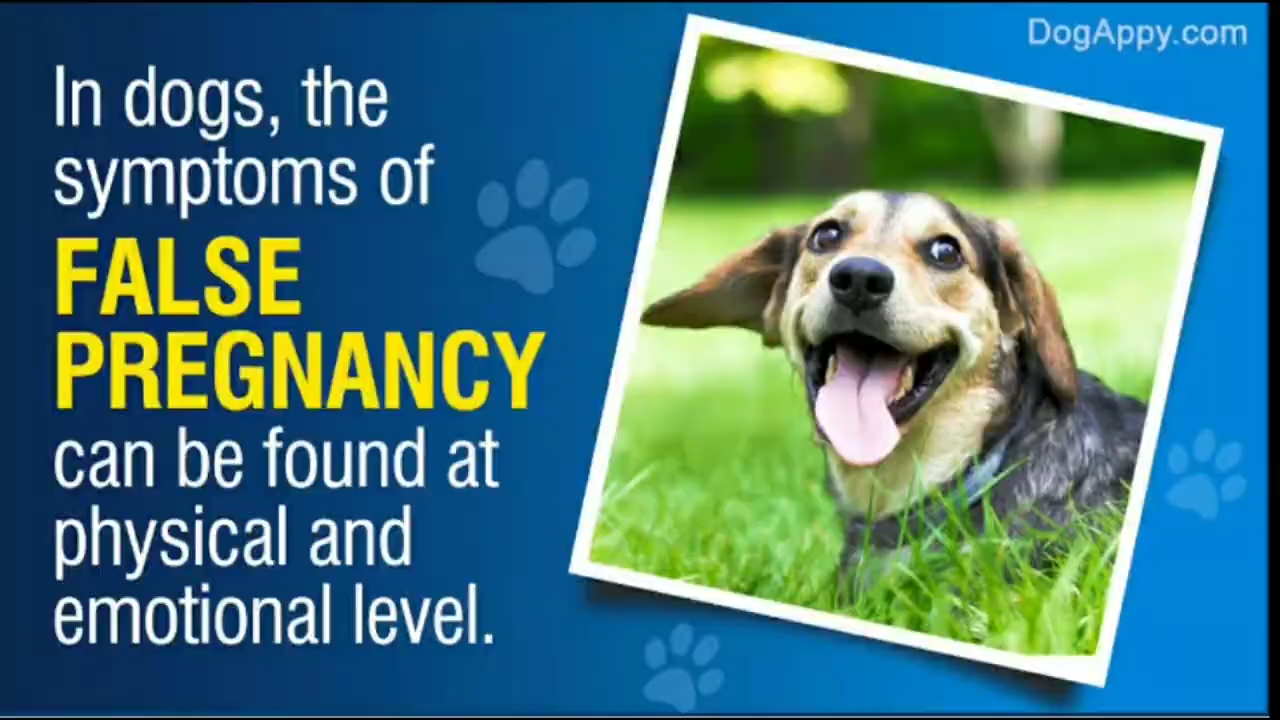 DogAppy.com
In dogs, the
symptoms of
FALSE
PREGNANCY
can be found at
physical and
emotional level.